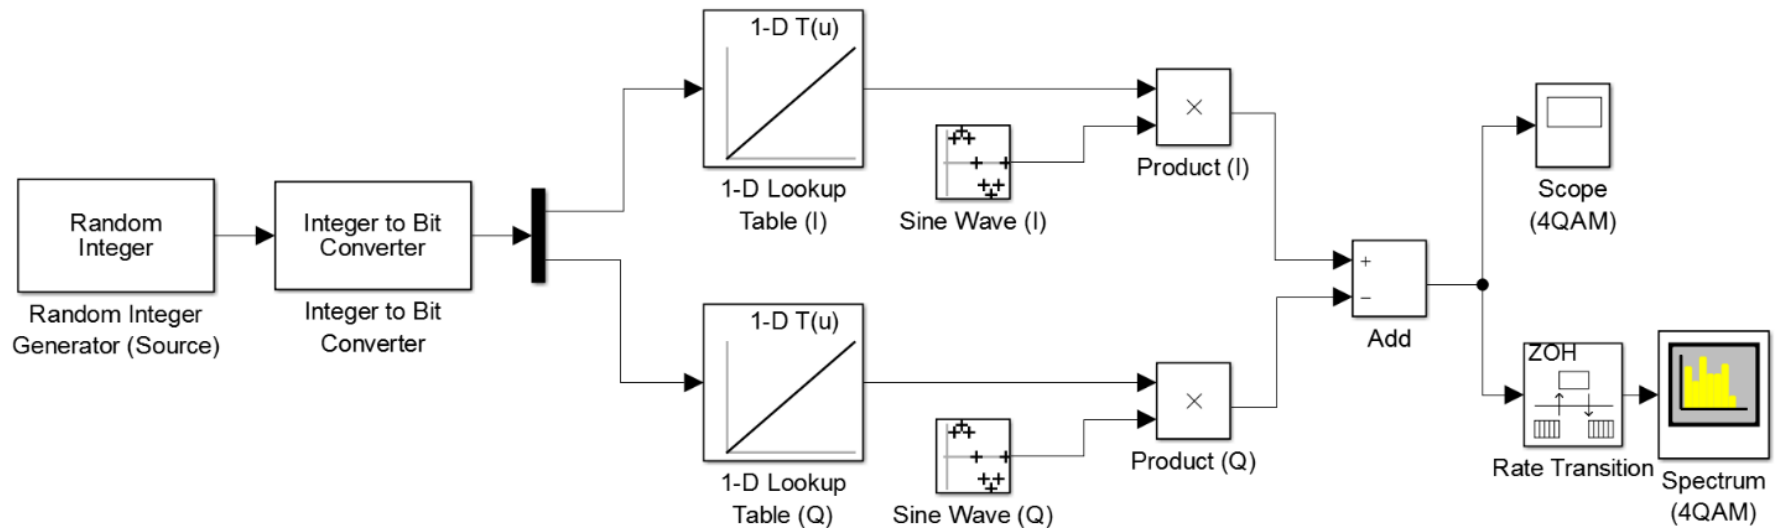 Random
Integer
Random Integer
Generator (Source)
Integer to Bit
Converter
Integer to Bit
Converter
1-D T(u)
1-D Lookup
Table (I)
Sine Wave (I)
×
Product (I)
1-D T(u)
1-D Lookup
Table (Q)
Sine Wave (Q)
×
Product (Q)
+
−
Add
Scope
(4QAM)
ZOH
Rate Transition
Spectrum
(4QAM)